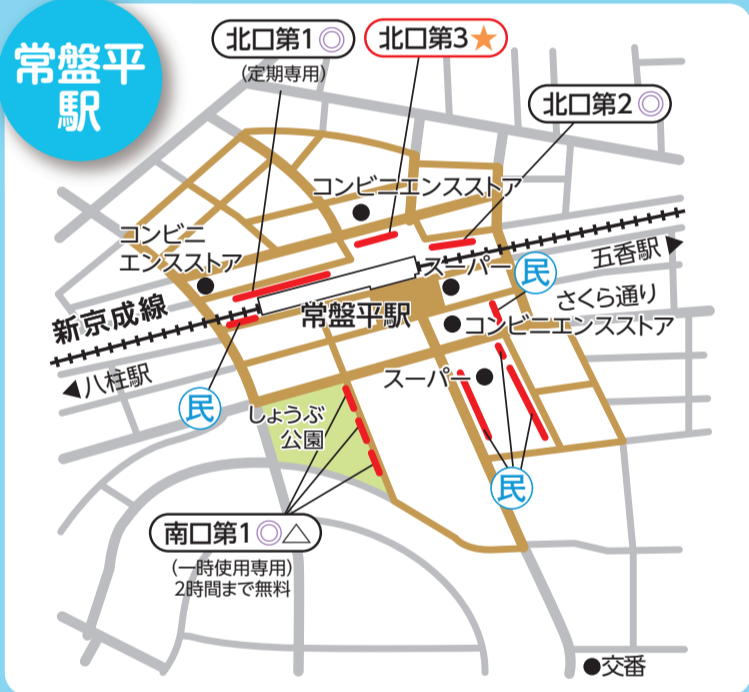 常盤平
駅
北口第1◎
(定期専用)
北口第3★
北口第2◎
コンビニエンスストア
コンビニ
エンスストア
スーパー
民
五香駅▶
さくら通り
新京成線
常盤平駅
コンビニエンスストア
◀八柱駅
スーパー
民
しょうぶ
公園
民
南口第1◎△
(一時使用専用)
2時間まで無料
●交番